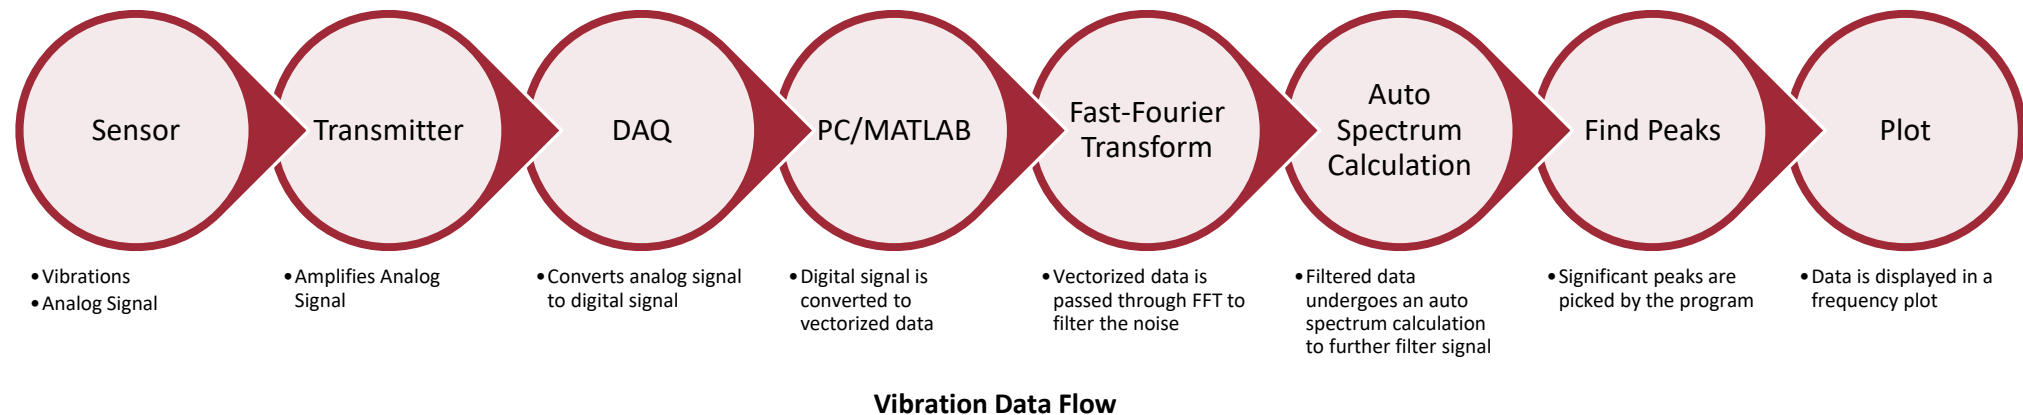 Sensor
Transmitter
DAQ
PC/MATLAB
Fast-Fourier
Transform
Auto
Spectrum
Calculation
Find Peaks
Plot
•Vibrations
•Analog Signal
•Amplifies Analog
Signal
•Converts analog signal
to digital signal
•Digital signal is
converted to
vectorized data
•Vectorized data is
passed through FFT to
filter the noise
•Filtered data
undergoes an auto
spectrum calculation
to further filter signal
•Significant peaks are
picked by the program
•Data is displayed in a
frequency plot
Vibration Data Flow